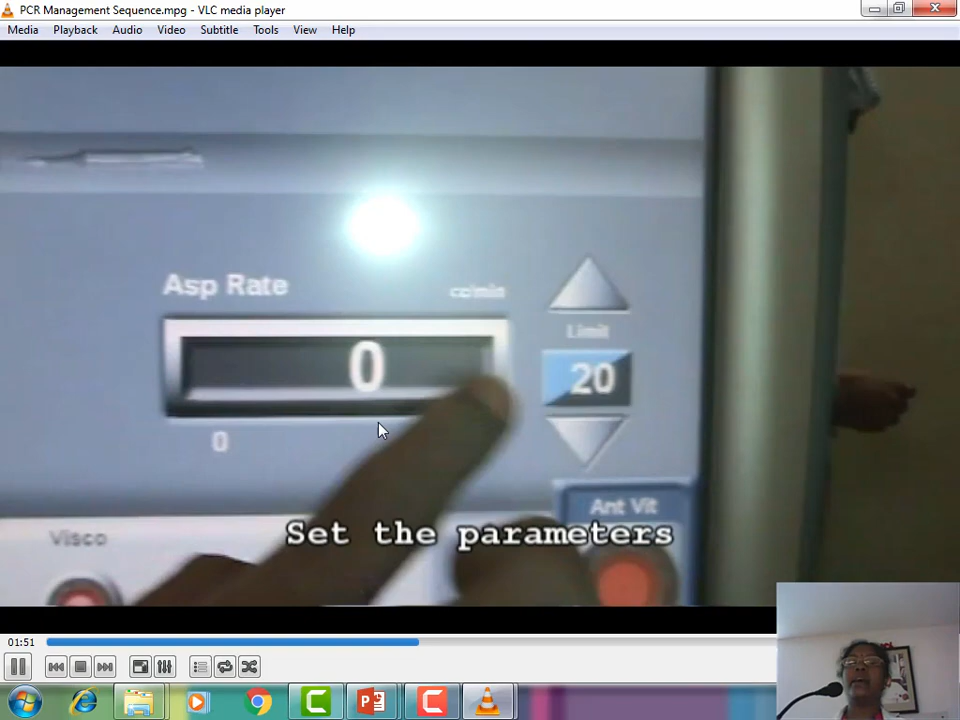 PCR Management Sequence.mpg - VLC media player
Media Playback Audio Video Subtitle Tools View Help
Asp Rate
cc/min
Limit
0
20
0
Ant Vit
Visco
Set the parameters
01:51